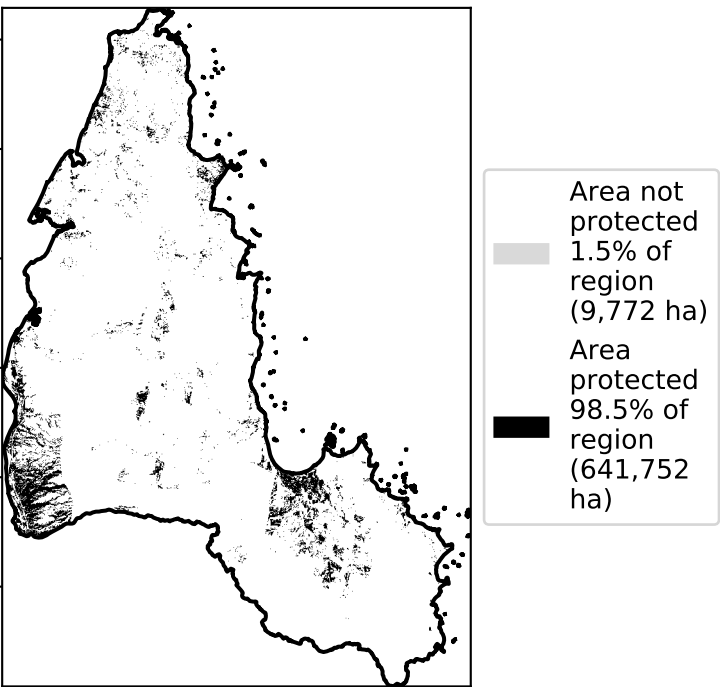 Area not
protected
1.5% of
region
(9,772 ha)
Area
protected
98.5% of
region
(641,752
ha)